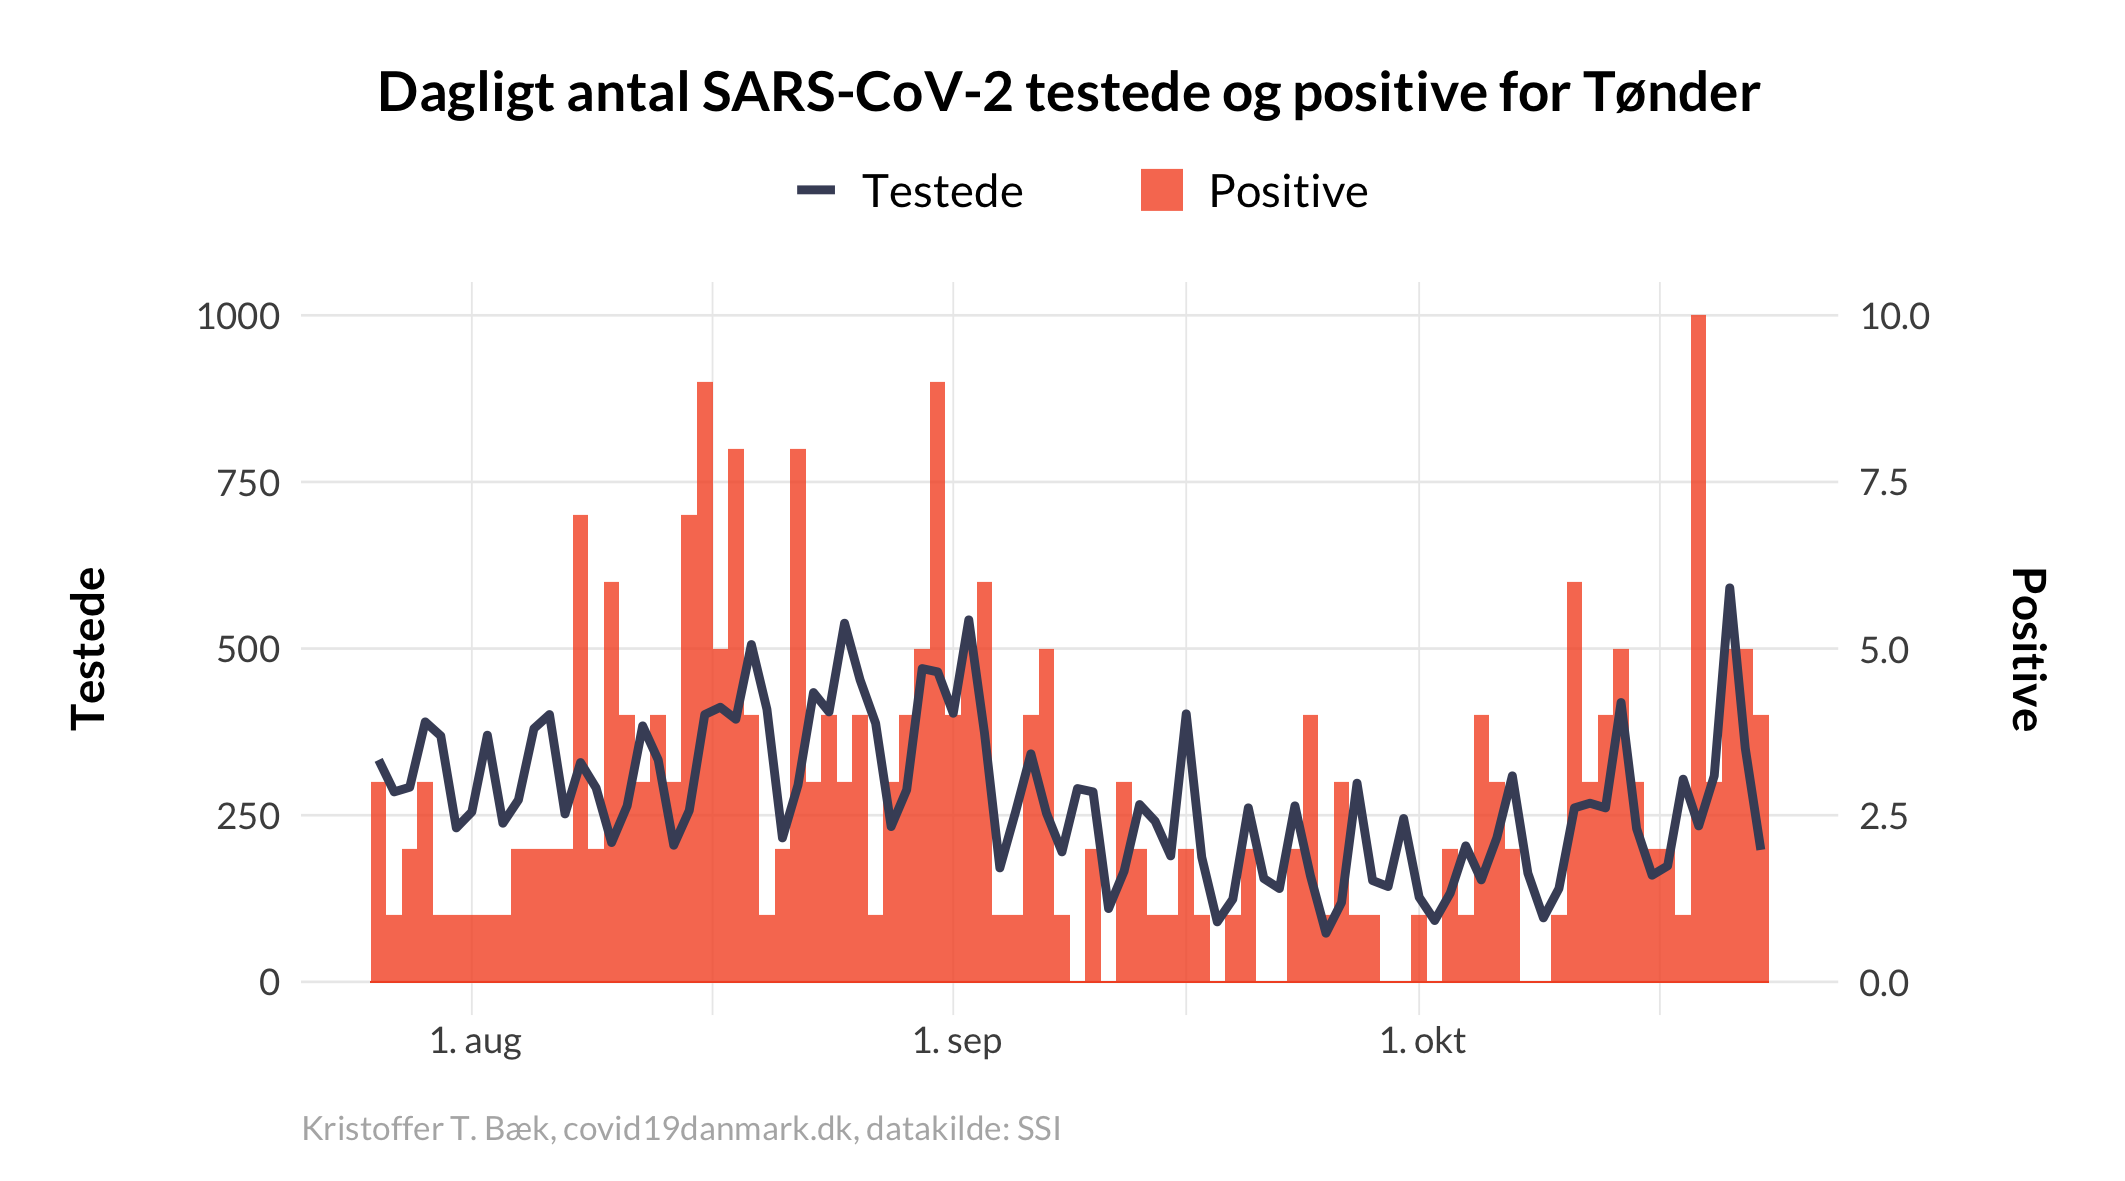 Dagligt antal SARS-CoV-2 testede og positive for Tønder
Testede Positive
1000 10.0
750 7.5
500 5.0
250 2.5
0 0.0
Testede
Positive
1. aug 1. sep 1. okt
Kristoffer T. Bæk, covid19danmark.dk, datakilde: SSI